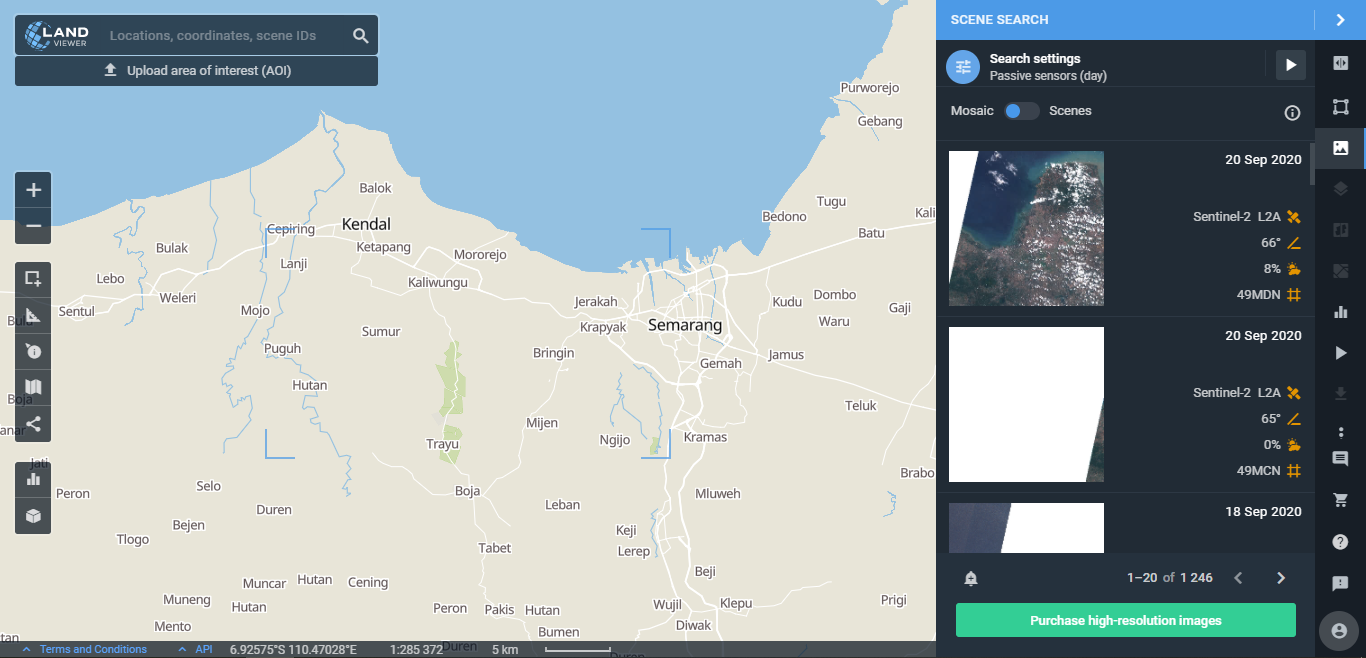 LAND
VIEWER
Locations, coordinates, scene IDs
Upload area of interest (AOI)
Purworejo
Gebang
Balok
Kendal
Cepiring
Tugu
Bedono
Kali
Batu
Bulak
Ketapang
Mororejo
Lanji
Lebo
Weleri
Kaliwungu
Sentul
Mojo
Jerakah
Kudu
Dombo
Gaji
Krapyak
Semarang
Waru
Sumur
Puguh
Bringin
Jamus
Gemah
Hutan
Boja
Teluk
Mijen
Trayu
Ngijo
Kramas
Jati
Brabo
Peron
Selo
Boja
Mluweh
Duren
Leban
Bejen
Keji
Tlogo
Tabet
Lerep
Beji
Muncar
Hutan
Cening
Muneng
Hutan
Peron
Pakis
Hutan
Wujil
Klepu
Prigi
Mento
Bumen
Diwak
Duren
Duren
Terms and Conditions
API
6.92575°S 110.47028°E
1:285 372
5 km
SCENE SEARCH
Search settings
Passive sensors (day)
Mosaic
Scenes
20 Sep 2020
Sentinel-2 L2A
66°
8%
49MDN
20 Sep 2020
Sentinel-2 L2A
65°
0%
49MCN
18 Sep 2020
1–20 of 1 246
Purchase high-resolution images